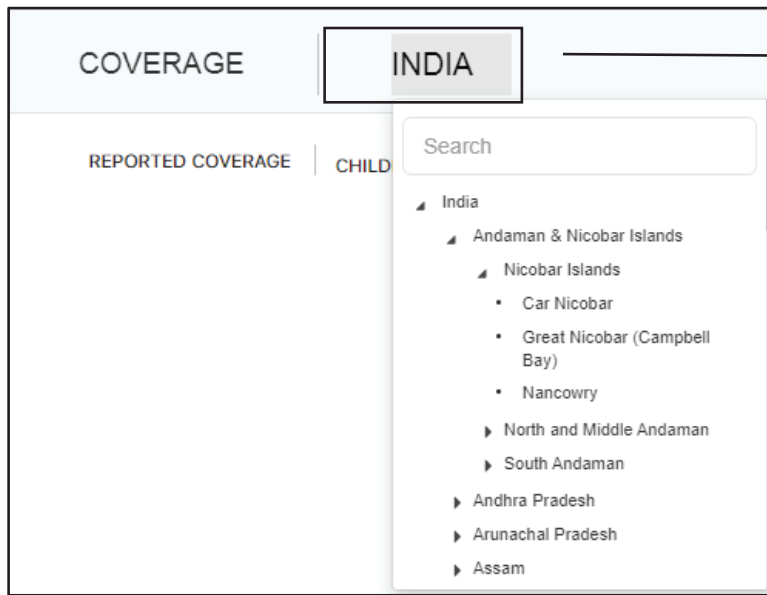 COVERAGE
INDIA
REPORTED COVERAGE
CHILD
Search
India
Andaman & Nicobar Islands
Nicobar Islands
Car Nicobar
Great Nicobar (Campbell
Bay)
Nancowry
North and Middle Andaman
South Andaman
Andhra Pradesh
Arunachal Pradesh
Assam